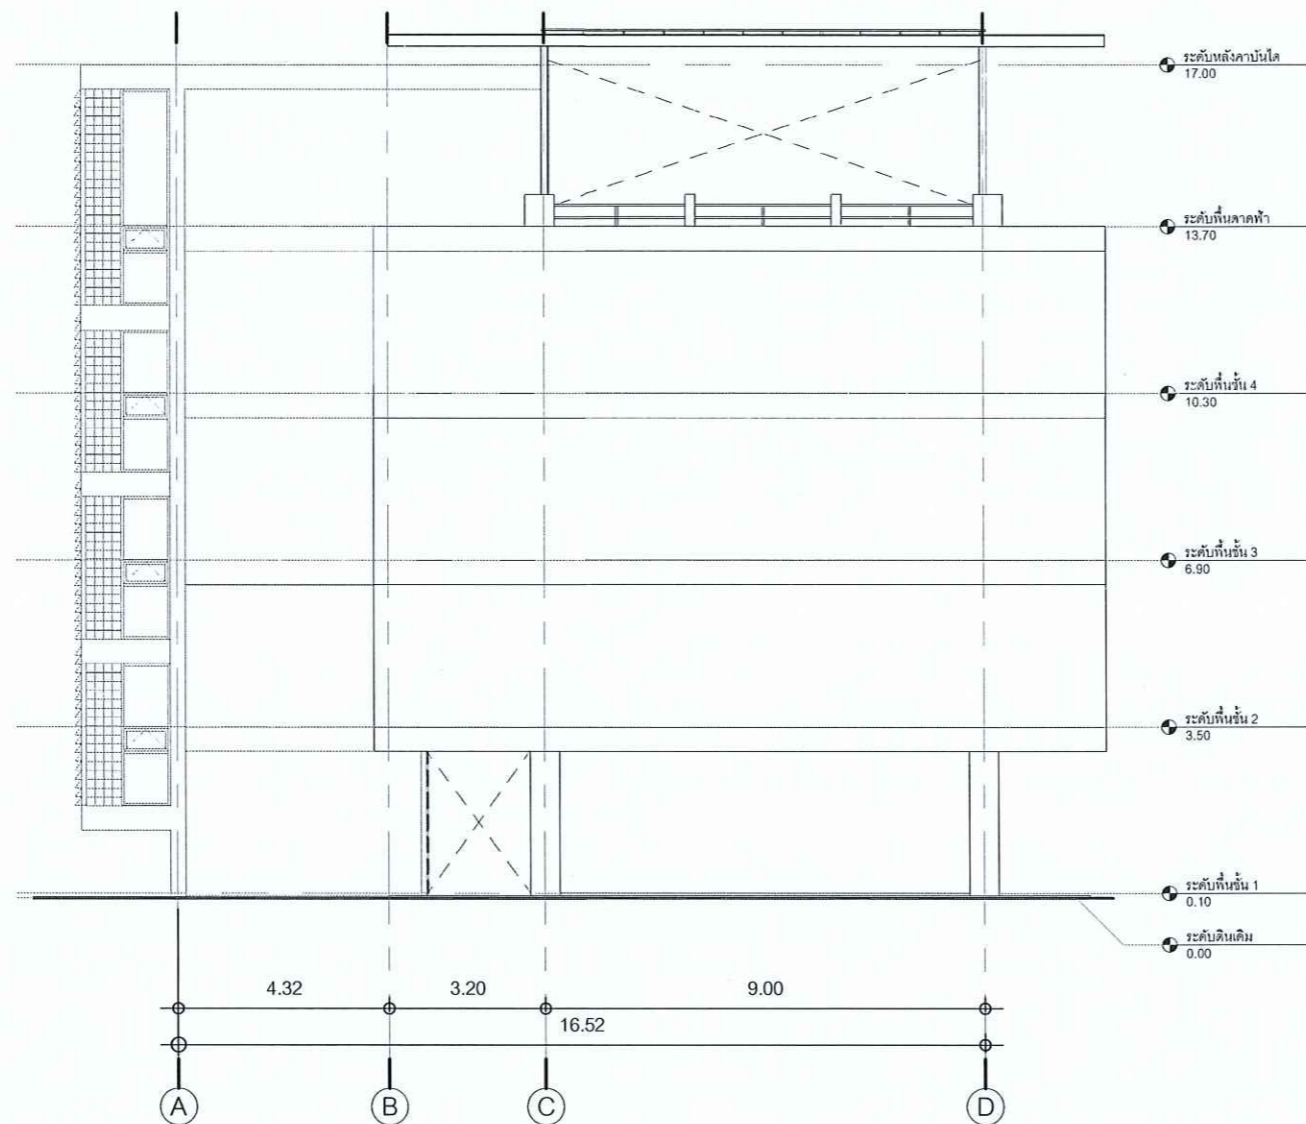 ระดับหลังคาบันได
17.00
ระดับพื้นดาดฟ้า
13.70
ระดับพื้นชั้น 4
10.30
ระดับพื้นชั้น 3
6.90
ระดับพื้นชั้น 2
3.50
ระดับพื้นชั้น 1
0.10
ระดับดินเดิม
0.00
4.32 3.20 9.00
16.52
A B C D